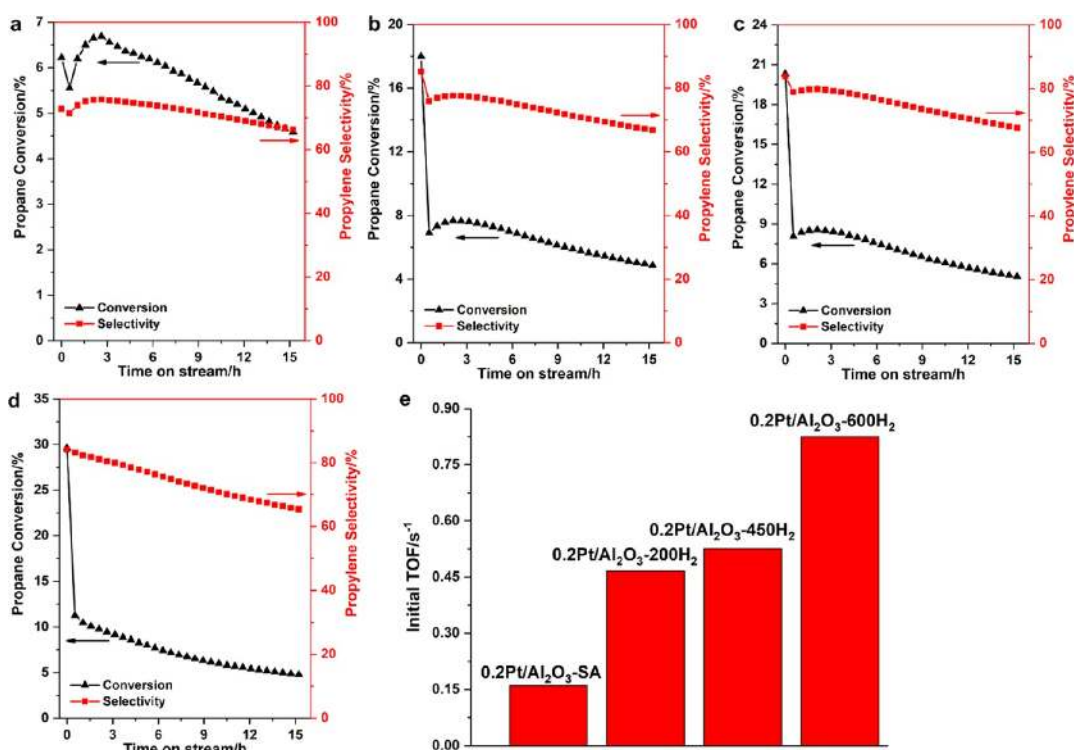 a
Propane Conversion/%
7
6
5
4
3
2
1
0
100
80
60
40
20
0
Propylene Selectivity/%
Conversion
Selectivity
0 3 6 9 12 15
Time on stream/h
b
Propane Conversion/%
20
16
12
8
4
0
100
80
60
40
20
0
Propylene Selectivity/%
Conversion
Selectivity
0 3 6 9 12 15
Time on stream/h
c
Propane Conversion/%
24
21
18
15
12
9
6
3
0
100
80
60
40
20
0
Propylene Selectivity/%
Conversion
Selectivity
0 3 6 9 12 15
Time on stream/h
d
Propane Conversion/%
35
30
25
20
15
10
5
0
100
80
60
40
20
0
Propylene Selectivity/%
Conversion
Selectivity
0 3 6 9 12 15
Time on stream/h
e
Initial TOF/s⁻¹
0.90
0.75
0.60
0.45
0.30
0.15
0.00
0.2Pt/Al₂O₃-SA
0.2Pt/Al₂O₃-200H₂
0.2Pt/Al₂O₃-450H₂
0.2Pt/Al₂O₃-600H₂